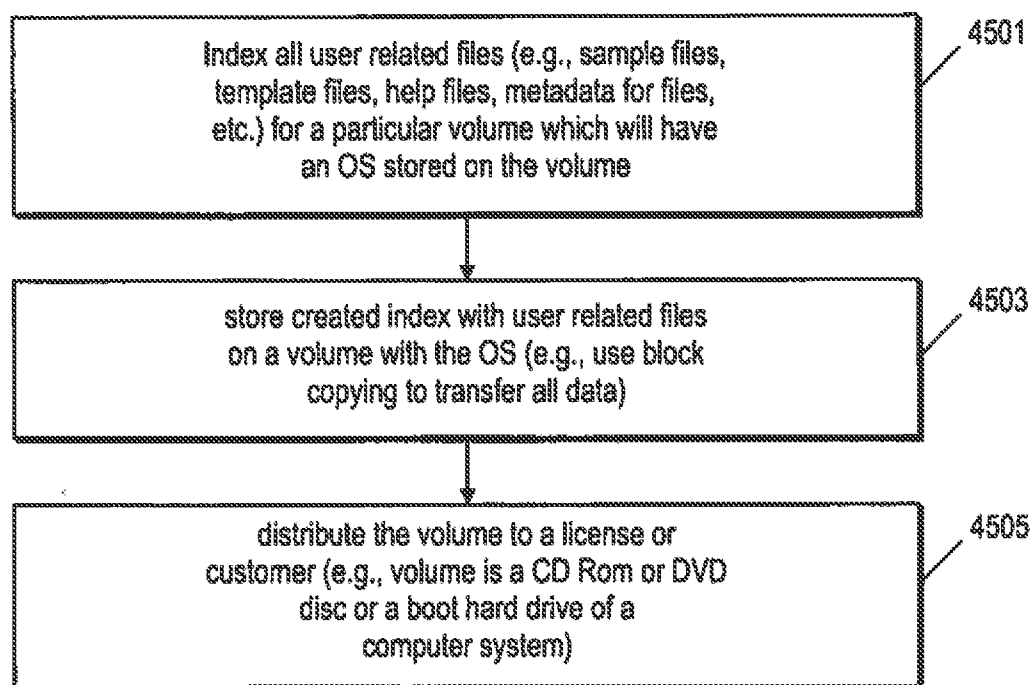 Index all user related files (e.g., sample files,
template files, help files, metadata for files,
etc.) for a particular volume which will have
an OS stored on the volume
4501
store created index with user related files
on a volume with the OS (e.g., use block
copying to transfer all data)
4503
distribute the volume to a license or
customer (e.g., volume is a CD Rom or DVD
disc or a boot hard drive of a
computer system)
4505